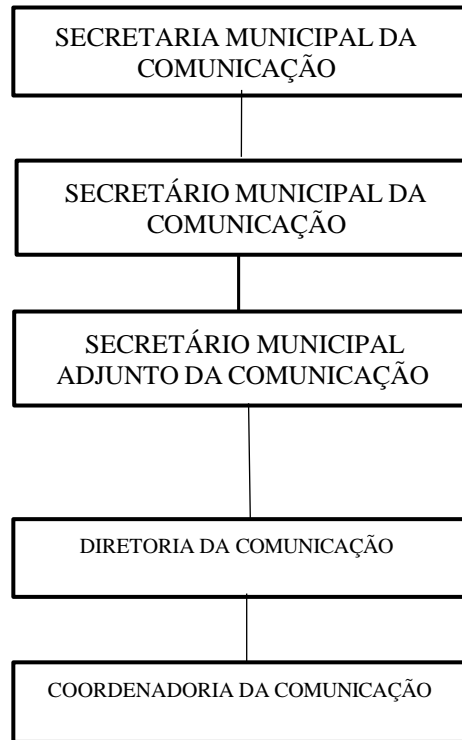 SECRETARIA MUNICIPAL DA
COMUNICAÇÃO
SECRETÁRIO MUNICIPAL DA
COMUNICAÇÃO
SECRETÁRIO MUNICIPAL
ADJUNTO DA COMUNICAÇÃO
DIRETORIA DA COMUNICAÇÃO
COORDENADORIA DA COMUNICAÇÃO